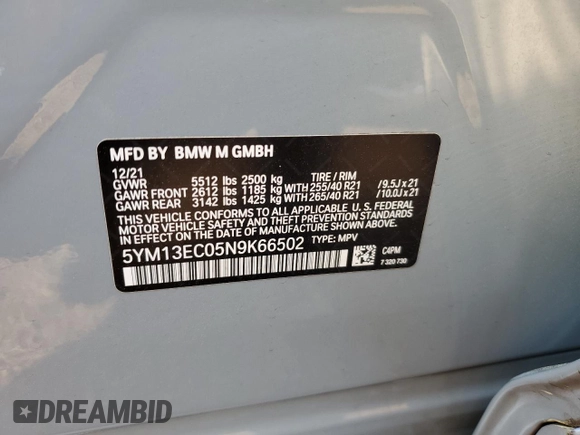 MFD BY BMW M GMBH
12/21
GVWR 5512 lbs 2500 kg TIRE / RIM
GAWR FRONT 2612 lbs 1185 kg WITH 255/40 R21 /9.5J x 21
GAWR REAR 3142 lbs 1425 kg WITH 265/40 R21 /10.0J x 21
THIS VEHICLE CONFORMS TO ALL APPLICABLE U. S. FEDERAL
MOTOR VEHICLE SAFETY AND THEFT PREVENTION STANDARDS
IN EFFECT ON THE DATE OF MANUFACTURE SHOWN ABOVE.
5YM13EC05N9K66502 TYPE: MPV
C4PM
7 320 730
DREAMBID